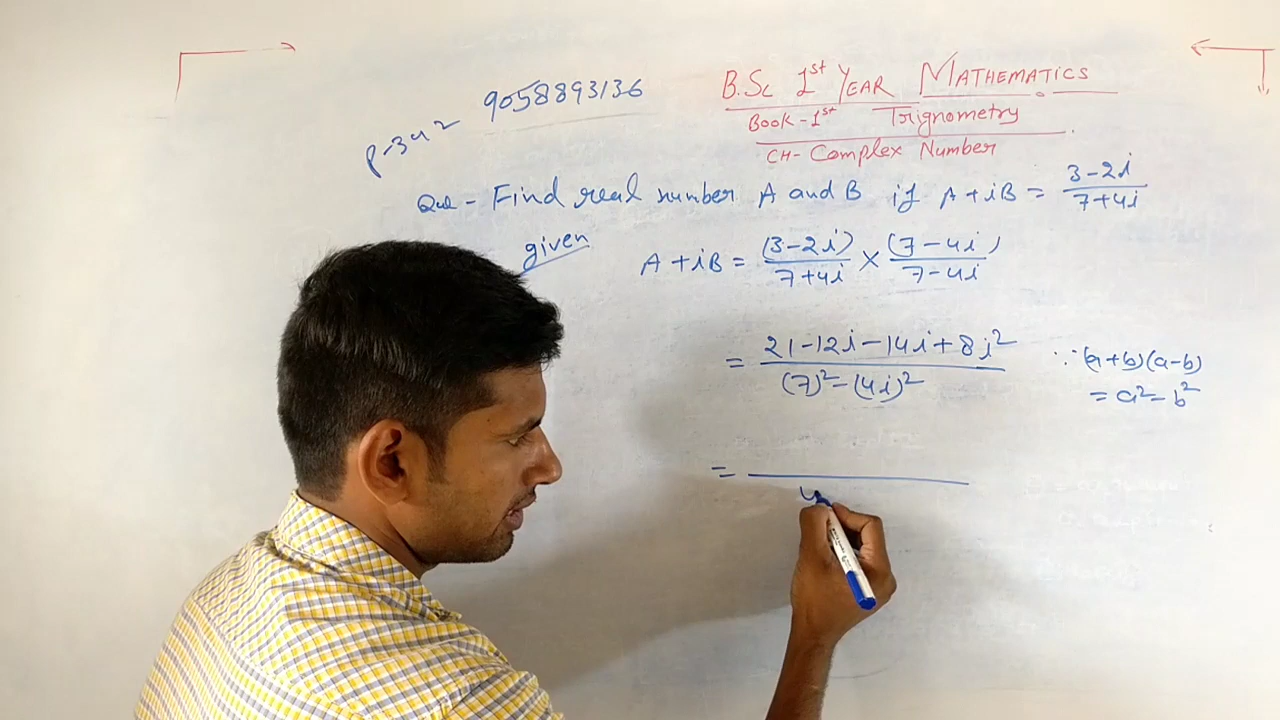 p-342 9058893136
B.Sc 1st YEAR MATHEMATICS
Book-1st Trignometry
CH- Complex Number
Que - Find real number A and B if A+iB = (3-2i)/(7+4i)
given A+iB = (3-2i)/(7+4i) × (7-4i)/(7-4i)
= (21-12i-14i+8i²)/((7)²-(4i)²) ∵ (a+b)(a-b)
= a²-b²
=
4